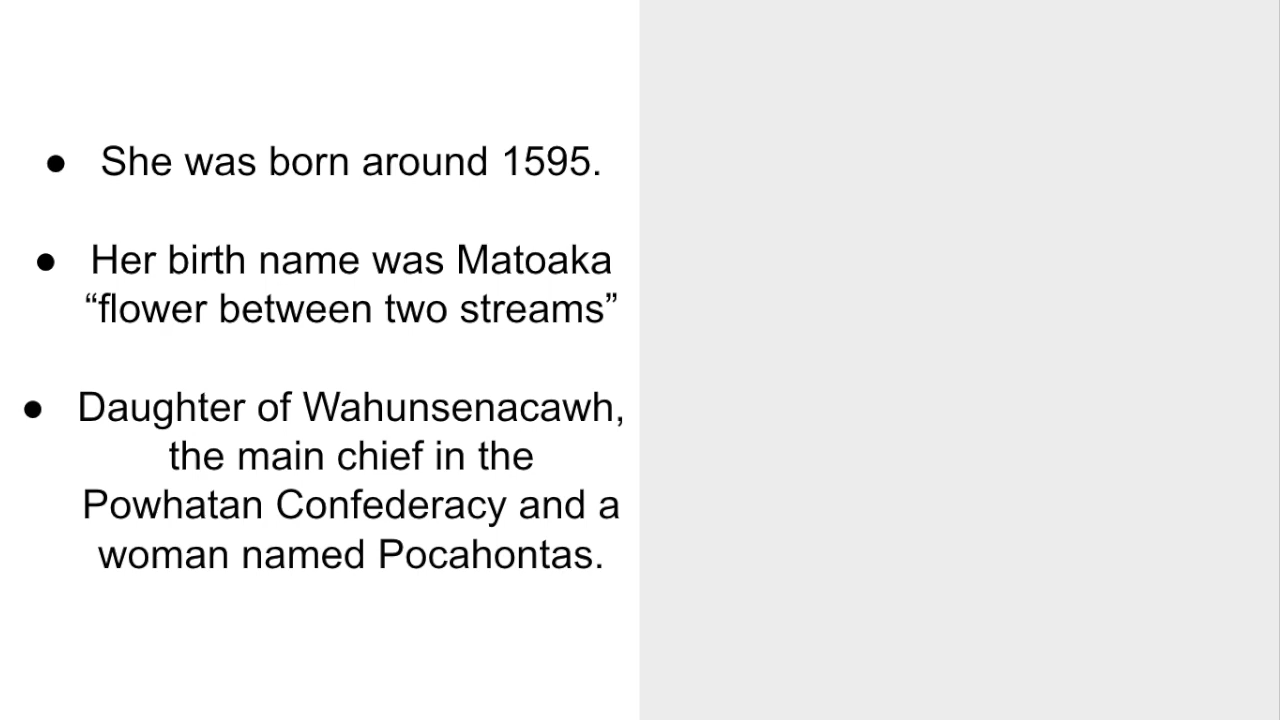 ● She was born around 1595.
● Her birth name was Matoaka
“flower between two streams”
● Daughter of Wahunsenacawh,
the main chief in the
Powhatan Confederacy and a
woman named Pocahontas.